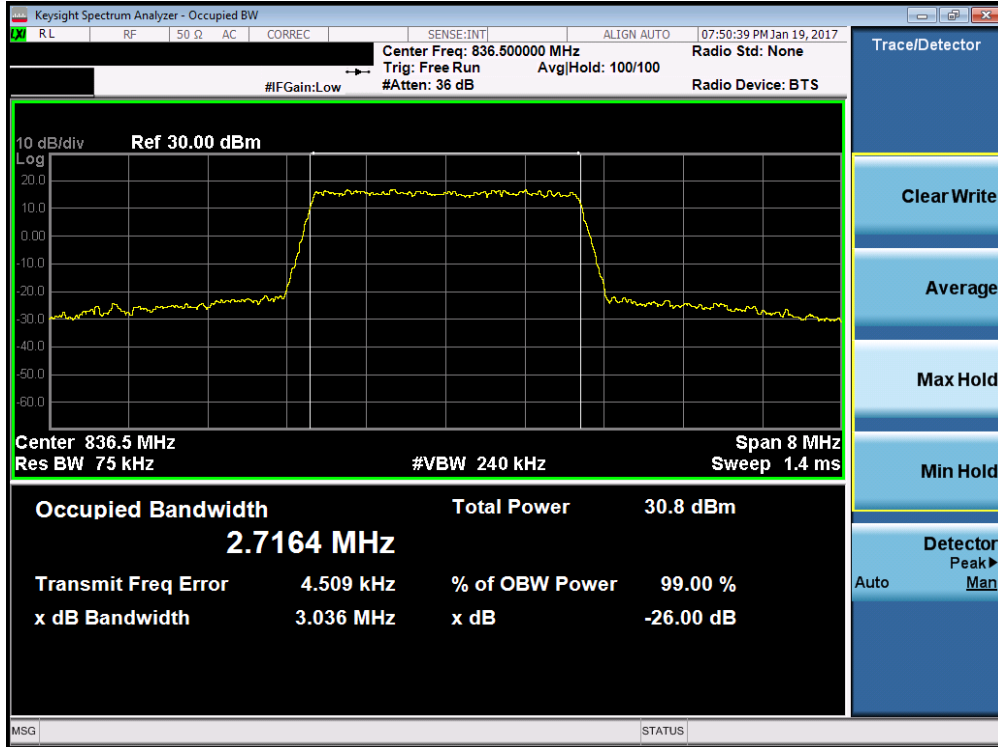 Keysight Spectrum Analyzer - Occupied BW
LXI RL RF 50 Ω AC CORREC SENSE:INT ALIGN AUTO 07:50:39 PM Jan 19, 2017
Center Freq: 836.500000 MHz Radio Std: None
Trig: Free Run Avg|Hold: 100/100
#IFGain:Low #Atten: 36 dB Radio Device: BTS
10 dB/div Ref 30.00 dBm
Log
20.0
10.0
0.00
-10.0
-20.0
-30.0
-40.0
-50.0
-60.0
Center 836.5 MHz Span 8 MHz
Res BW 75 kHz #VBW 240 kHz Sweep 1.4 ms
Occupied Bandwidth Total Power 30.8 dBm
2.7164 MHz
Transmit Freq Error 4.509 kHz % of OBW Power 99.00 %
x dB Bandwidth 3.036 MHz x dB -26.00 dB
MSG STATUS
Trace/Detector
Clear Write
Average
Max Hold
Min Hold
Detector
Peak▶
Auto Man